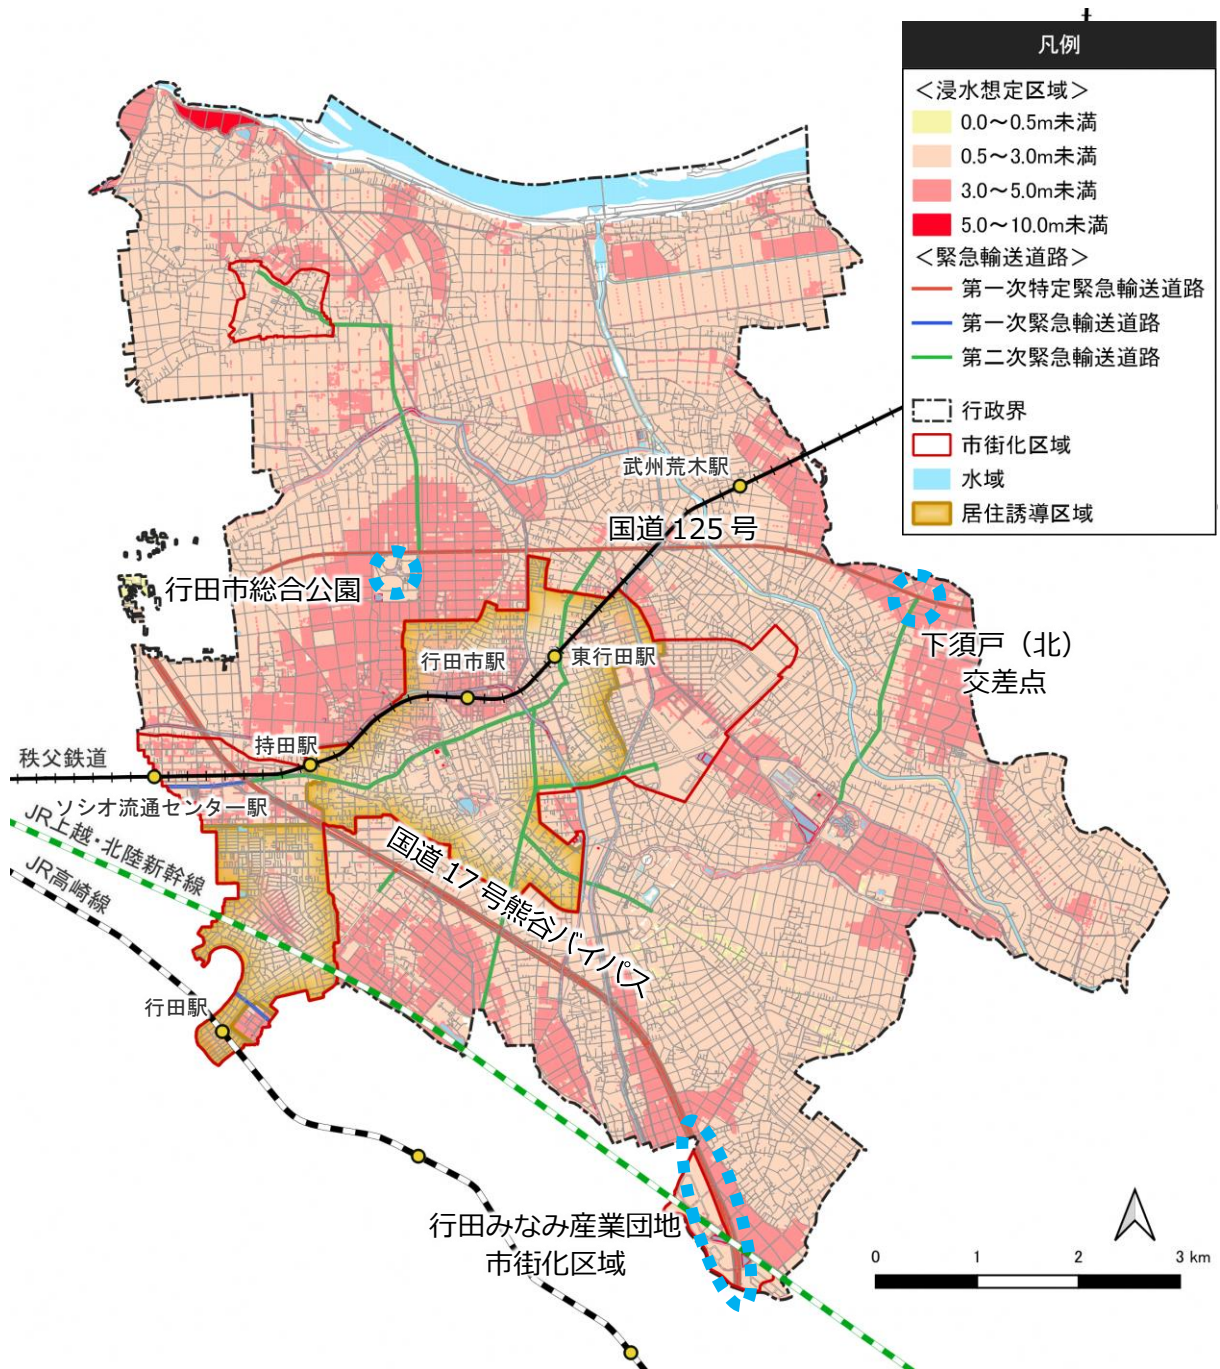 凡例
＜浸水想定区域＞
0.0～0.5m未満
0.5～3.0m未満
3.0～5.0m未満
5.0～10.0m未満
＜緊急輸送道路＞
第一次特定緊急輸送道路
第一次緊急輸送道路
第二次緊急輸送道路
行政界
市街化区域
水域
居住誘導区域
武州荒木駅
国道 125 号
行田市総合公園
下須戸（北）
交差点
行田市駅
東行田駅
持田駅
秩父鉄道
ソシオ流通センター駅
JR上越・北陸新幹線
JR高崎線
国道 17 号熊谷バイパス
行田駅
行田みなみ産業団地
市街化区域
0 1 2 3 km